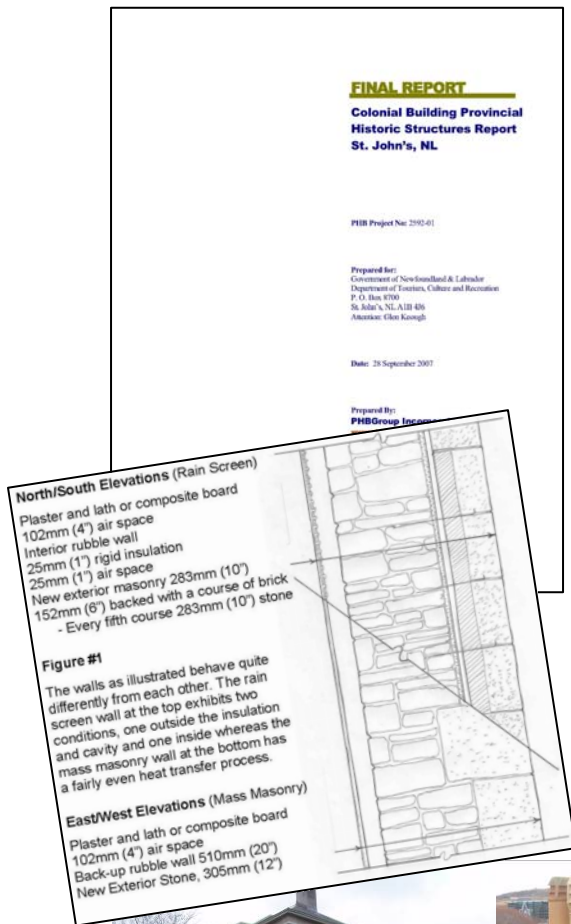 FINAL REPORT
Colonial Building Provincial
Historic Structures Report
St. John's, NL
PHB Project No: 2592-01
Prepared for:
Government of Newfoundland & Labrador
Department of Tourism, Culture and Recreation
P. O. Box 8700
St. John's, NL A1B 4J6
Attention: Glen Keough
Date: 28 September 2007
Prepared By:
PHBGroup
North/South Elevations (Rain Screen)
Plaster and lath or composite board
102mm (4") air space
Interior rubble wall
25mm (1") rigid insulation
25mm (1") air space
New exterior masonry 283mm (10")
152mm (6") backed with a course of brick
- Every fifth course 283mm (10") stone
Figure #1
The walls as illustrated behave quite
differently from each other. The rain
screen wall at the top exhibits two
conditions, one outside the insulation
and cavity and one inside whereas the
mass masonry wall at the bottom has
a fairly even heat transfer process.
East/West Elevations (Mass Masonry)
Plaster and lath or composite board
102mm (4") air space
Back-up rubble wall 510mm (20")
New Exterior Stone, 305mm (12")